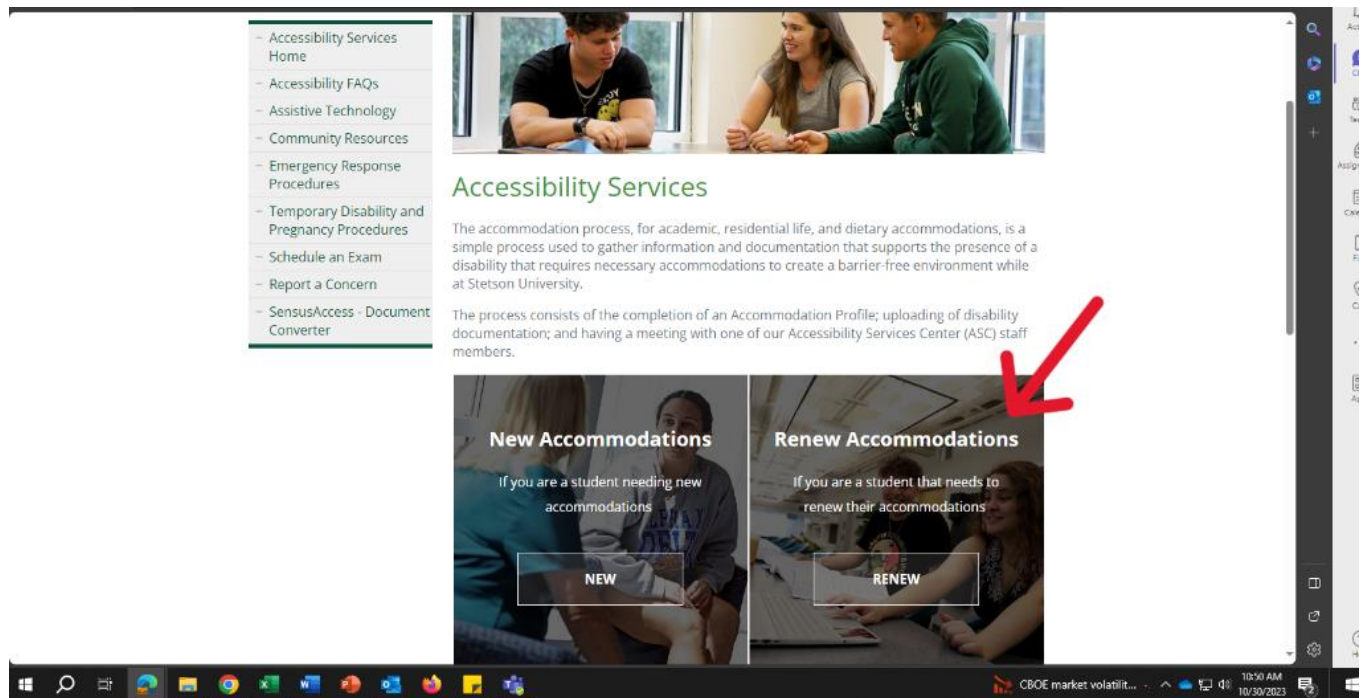 - Accessibility Services
Home
- Accessibility FAQs
- Assistive Technology
- Community Resources
- Emergency Response
Procedures
- Temporary Disability and
Pregnancy Procedures
- Schedule an Exam
- Report a Concern
- SensusAccess - Document
Converter
Accessibility Services
The accommodation process, for academic, residential life, and dietary accommodations, is a
simple process used to gather information and documentation that supports the presence of a
disability that requires necessary accommodations to create a barrier-free environment while
at Stetson University.
The process consists of the completion of an Accommodation Profile; uploading of disability
documentation; and having a meeting with one of our Accessibility Services Center (ASC) staff
members.
New Accommodations
If you are a student needing new
accommodations
NEW
Renew Accommodations
If you are a student that needs to
renew their accommodations
RENEW
CBOE market volatilit...
10:50 AM
10/30/2023